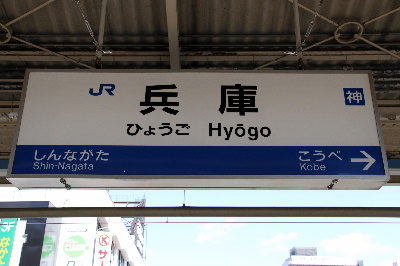 JR 兵庫 神
ひょうご Hyōgo
しんながた こうべ
Shin-Nagata Kobe